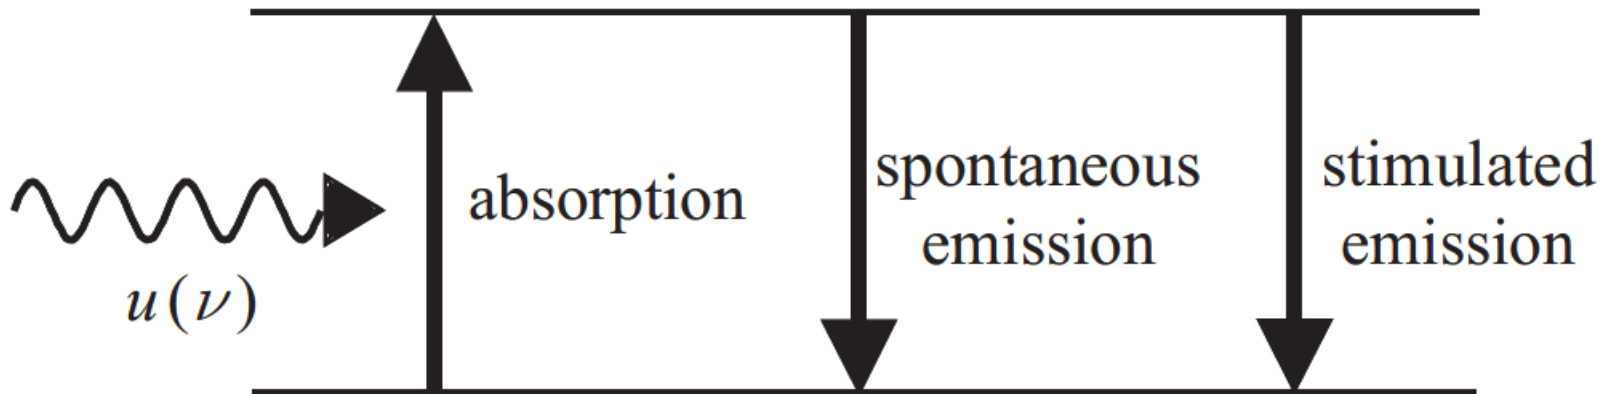 absorption
spontaneous
emission
stimulated
emission
u(ν)